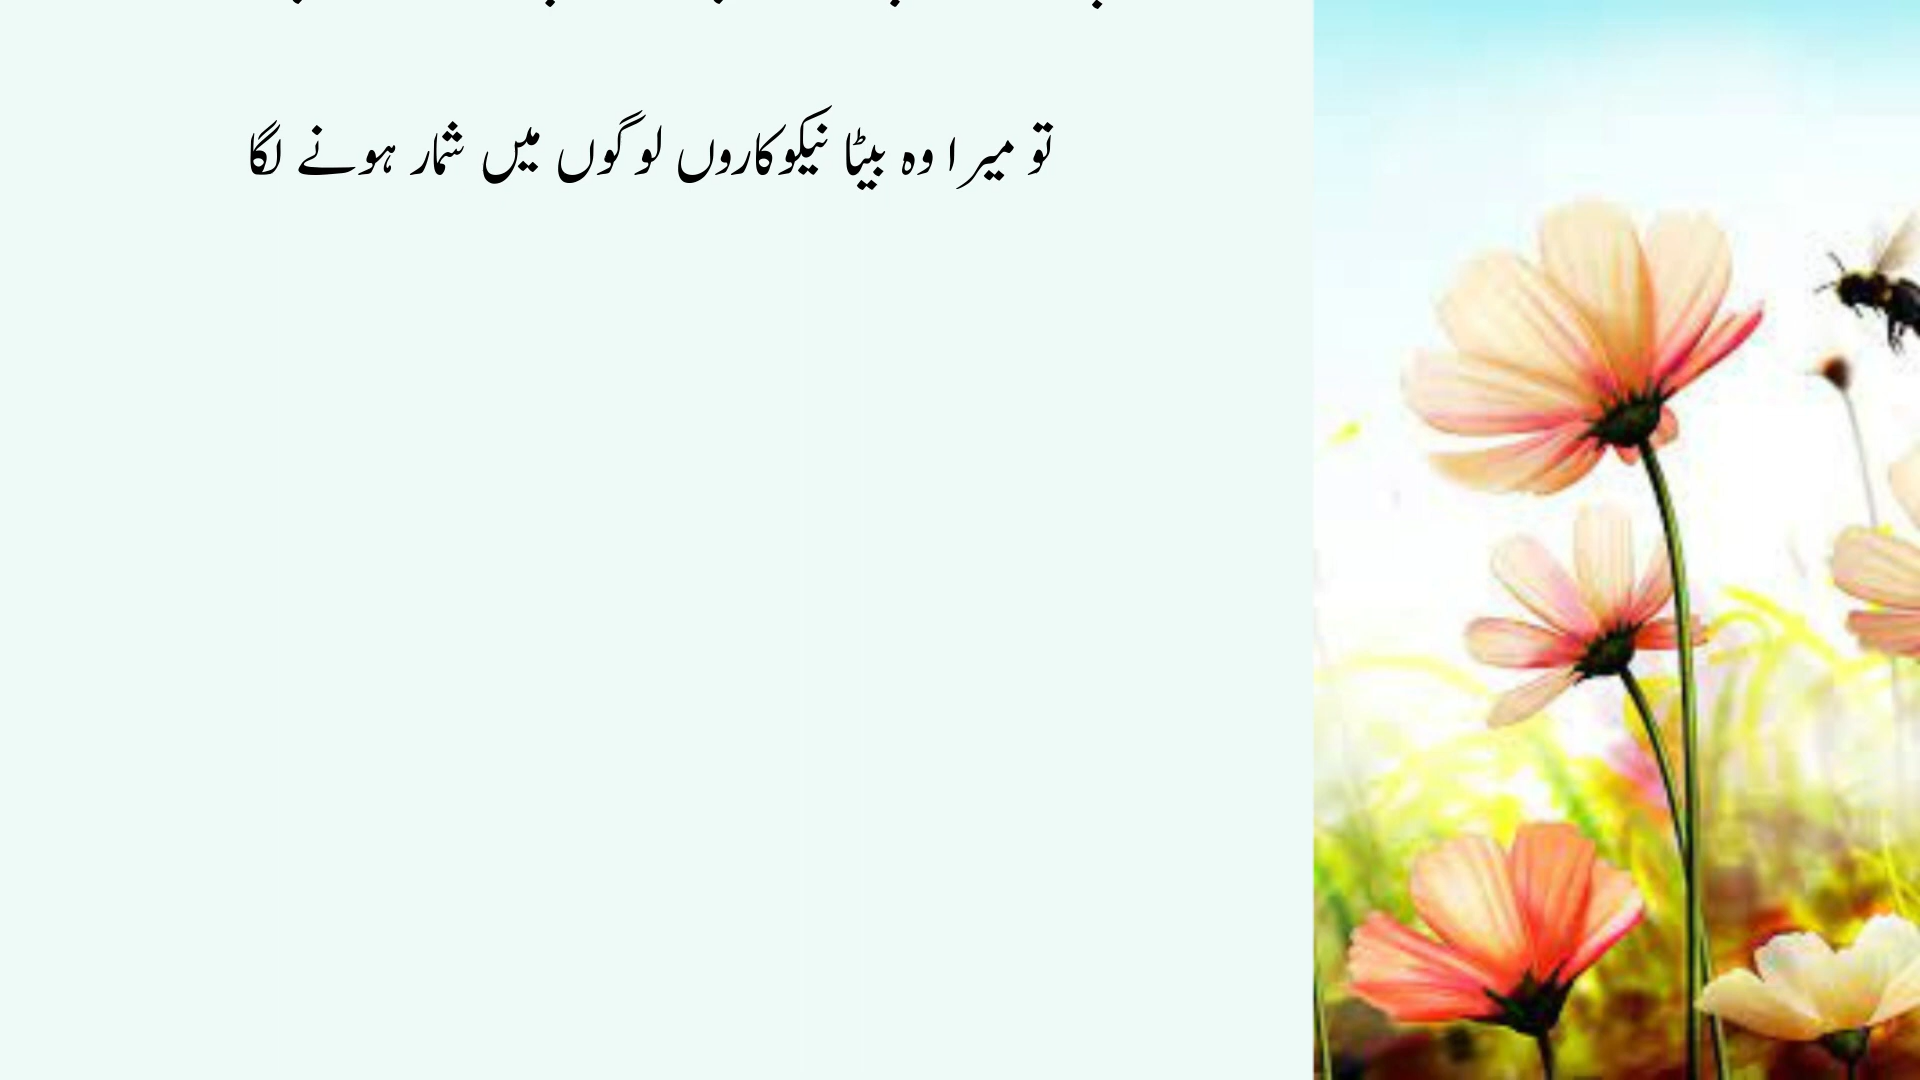 تو میرا وہ بیٹا نیکوکاروں لوگوں میں شمار ہونے لگا